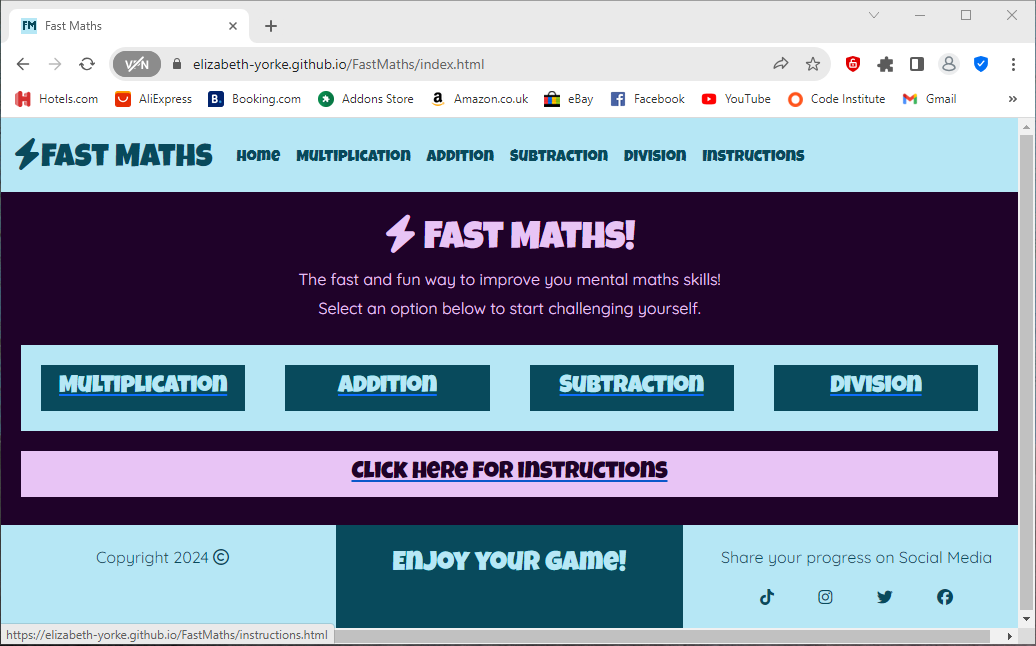 FM Fast Maths
VPN elizabeth-yorke.github.io/FastMaths/index.html
Hotels.com AliExpress B. Booking.com Addons Store a Amazon.co.uk eBay Facebook YouTube Code Institute Gmail »
FAST MATHS Home Multiplication Addition Subtraction Division Instructions
FAST MATHS!
The fast and fun way to improve you mental maths skills!
Select an option below to start challenging yourself.
Multiplication Addition Subtraction Division
Click Here For Instructions
Copyright 2024 © Enjoy Your Game! Share your progress on Social Media
https://elizabeth-yorke.github.io/FastMaths/instructions.html